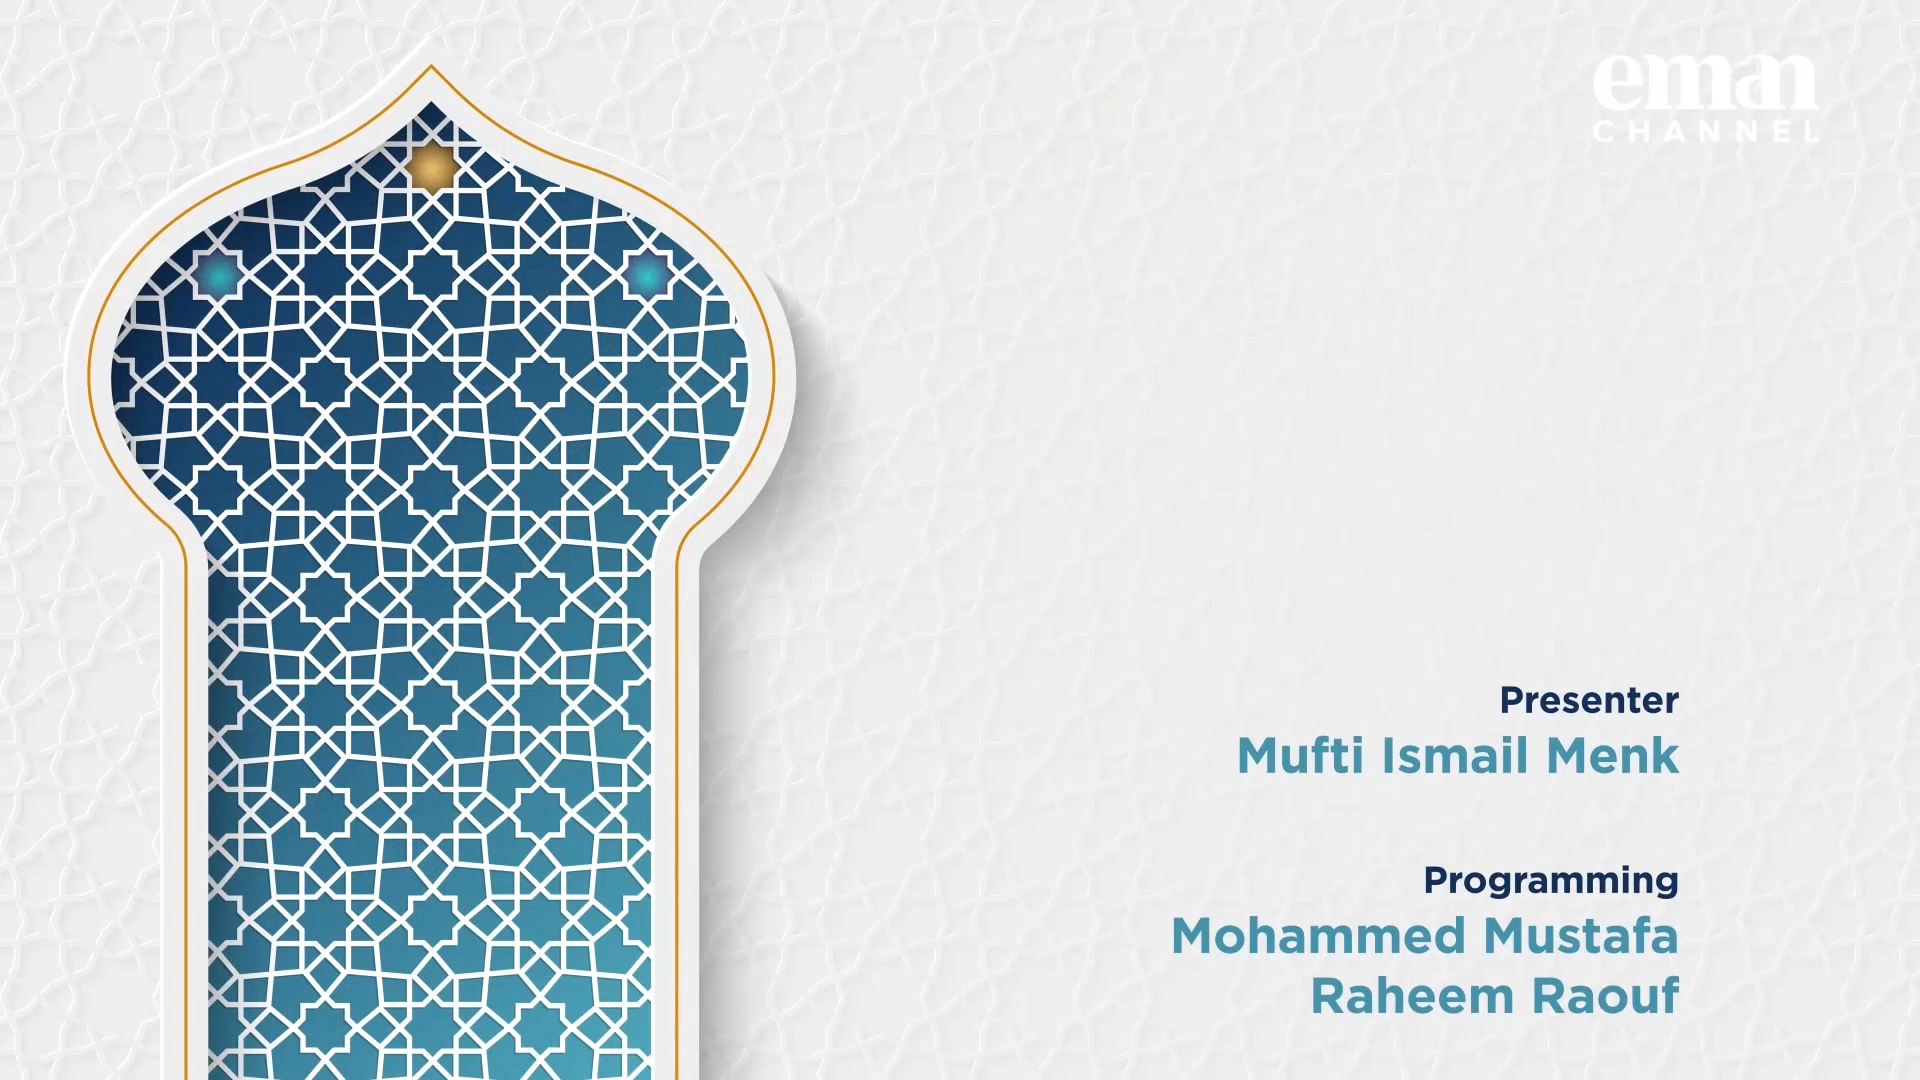 eman
CHANNEL
Presenter
Mufti Ismail Menk
Programming
Mohammed Mustafa
Raheem Raouf